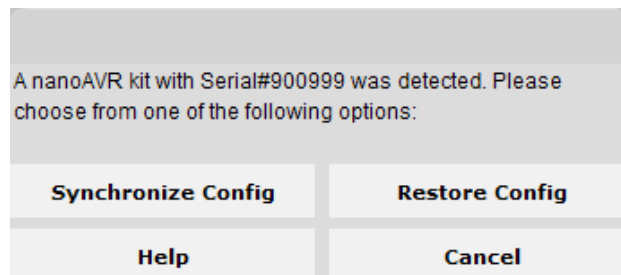 A nanoAVR kit with Serial#900999 was detected. Please
choose from one of the following options:
Synchronize Config
Restore Config
Help
Cancel